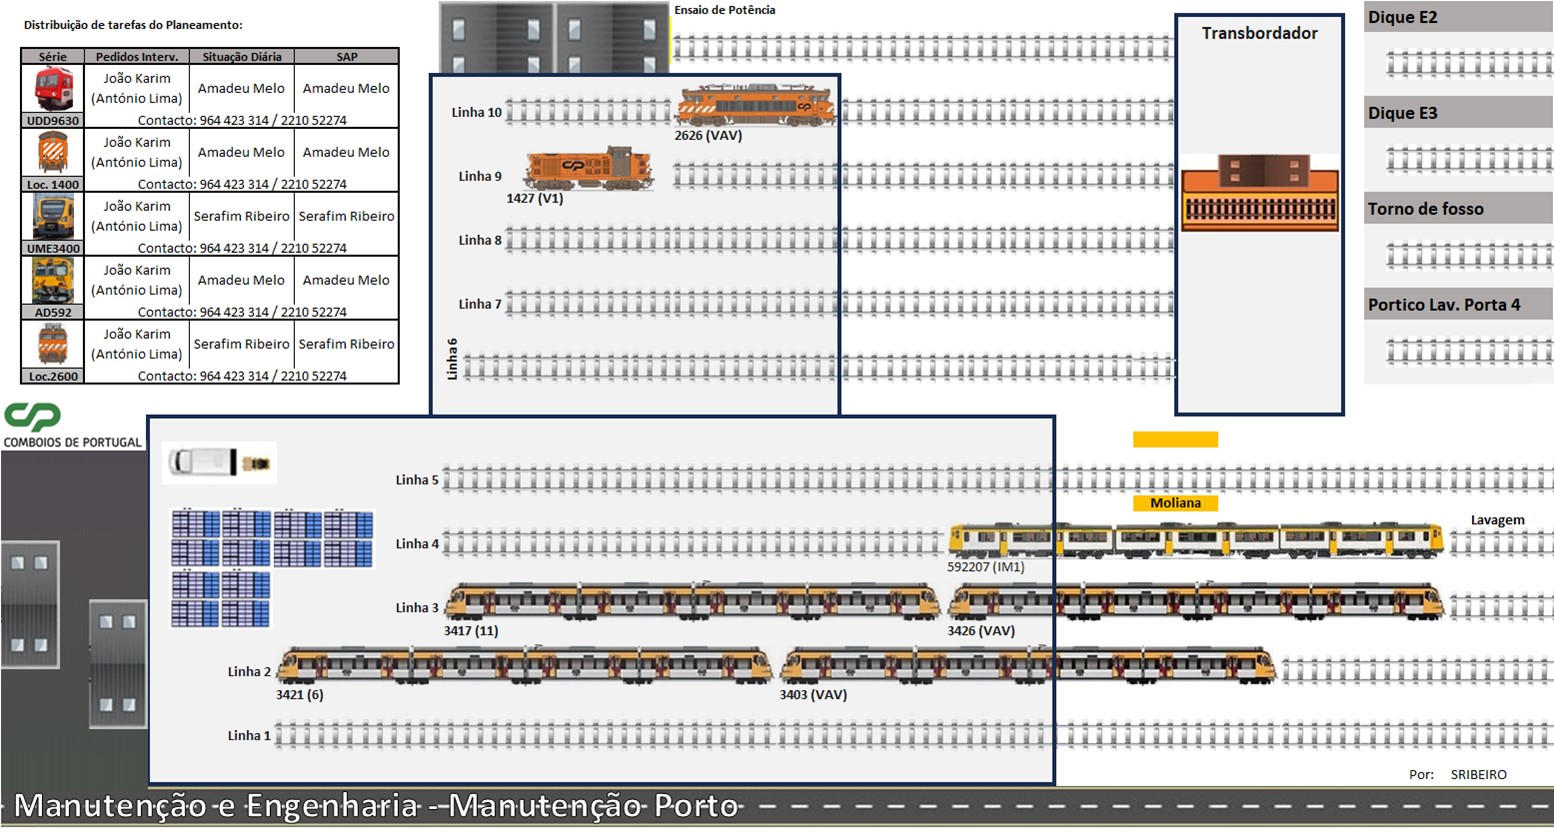 Distribuição de tarefas do Planeamento:
Série Pedidos Interv. Situação Diária SAP
João Karim
(António Lima) Amadeu Melo Amadeu Melo
UDD9630 Contacto: 964 423 314 / 2210 52274
João Karim
(António Lima) Amadeu Melo Amadeu Melo
Loc. 1400 Contacto: 964 423 314 / 2210 52274
João Karim
(António Lima) Serafim Ribeiro Serafim Ribeiro
UME3400 Contacto: 964 423 314 / 2210 52274
João Karim
(António Lima) Amadeu Melo Amadeu Melo
AD592 Contacto: 964 423 314 / 2210 52274
João Karim
(António Lima) Serafim Ribeiro Serafim Ribeiro
Loc.2600 Contacto: 964 423 314 / 2210 52274
CP
COMBOIOS DE PORTUGAL
Ensaio de Potência
Linha 10
2626 (VAV)
Linha 9
CP
1427 (V1)
Linha 8
Linha 7
Linha 6
Transbordador
Dique E2
Dique E3
Torno de fosso
Portico Lav. Porta 4
Linha 5
Moliana
Lavagem
Linha 4
592207 (IM1)
Linha 3
3417 (11)
3426 (VAV)
Linha 2
3421 (6)
3403 (VAV)
Linha 1
Por: SRIBEIRO
Manutenção e Engenharia - Manutenção Porto